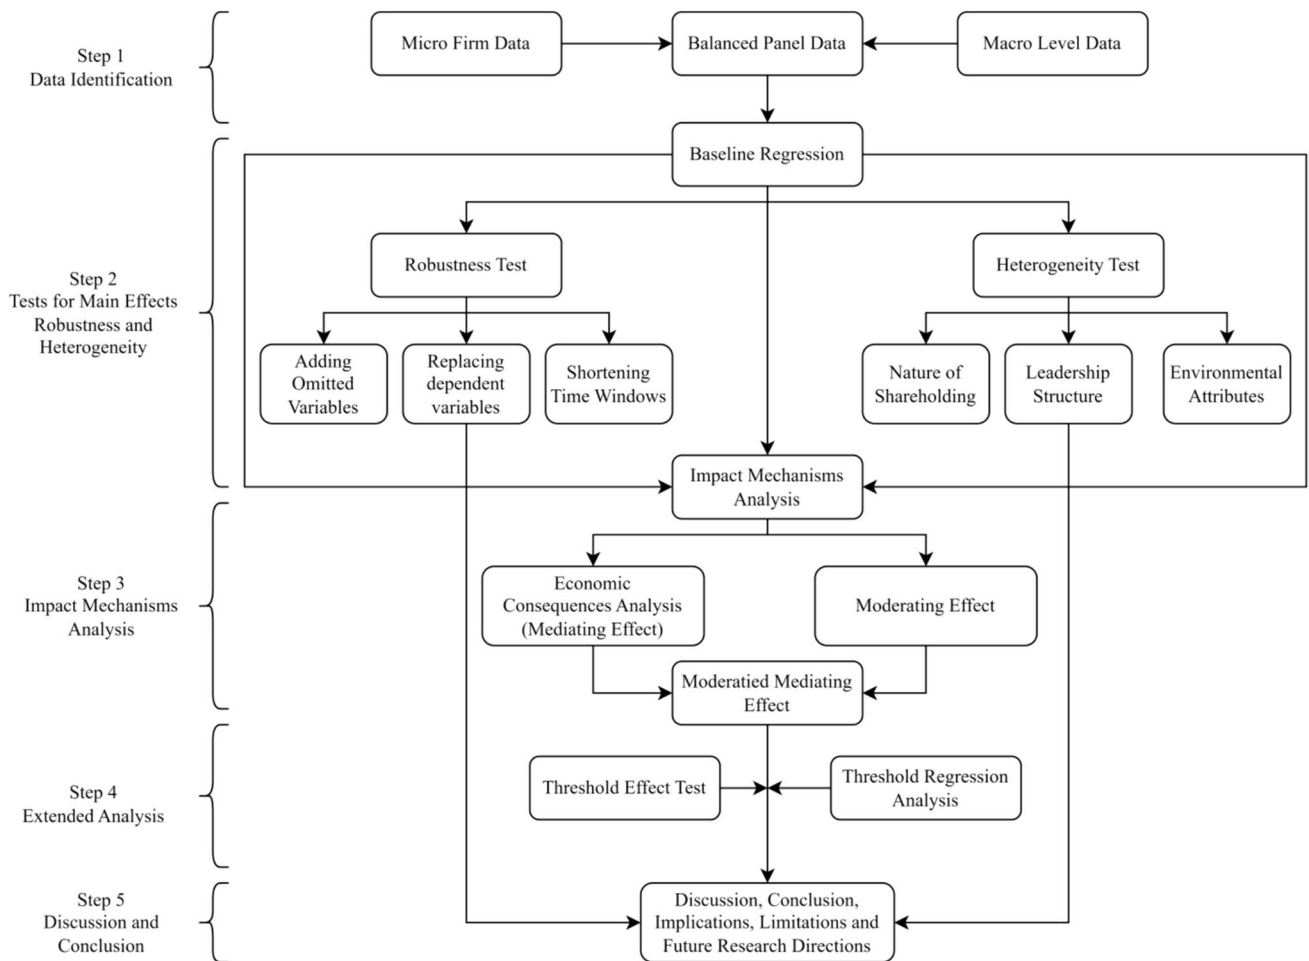 Step 1
Data Identification
Micro Firm Data
Balanced Panel Data
Macro Level Data
Step 2
Tests for Main Effects
Robustness and
Heterogeneity
Baseline Regression
Robustness Test
Heterogeneity Test
Adding
Omitted
Variables
Replacing
dependent
variables
Shortening
Time Windows
Nature of
Shareholding
Leadership
Structure
Environmental
Attributes
Impact Mechanisms
Analysis
Step 3
Impact Mechanisms
Analysis
Economic
Consequences Analysis
(Mediating Effect)
Moderating Effect
Moderatied Mediating
Effect
Step 4
Extended Analysis
Threshold Effect Test
Threshold Regression
Analysis
Step 5
Discussion and
Conclusion
Discussion, Conclusion,
Implications, Limitations and
Future Research Directions